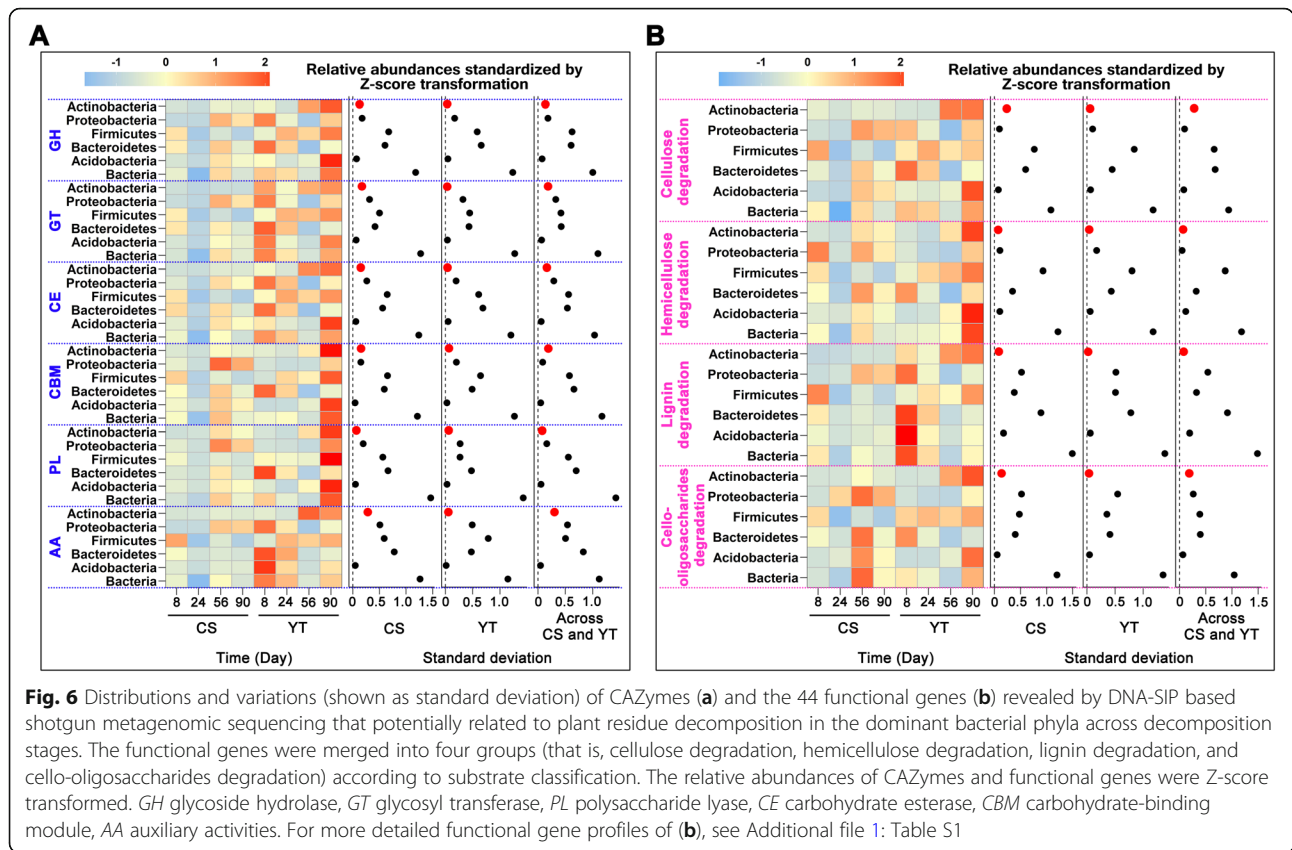 A
-1 0 1 2
Relative abundances standardized by
Z-score transformation
GH
Actinobacteria
Proteobacteria
Firmicutes
Bacteroidetes
Acidobacteria
Bacteria
GT
Actinobacteria
Proteobacteria
Firmicutes
Bacteroidetes
Acidobacteria
Bacteria
CE
Actinobacteria
Proteobacteria
Firmicutes
Bacteroidetes
Acidobacteria
Bacteria
CBM
Actinobacteria
Proteobacteria
Firmicutes
Bacteroidetes
Acidobacteria
Bacteria
PL
Actinobacteria
Proteobacteria
Firmicutes
Bacteroidetes
Acidobacteria
Bacteria
AA
Actinobacteria
Proteobacteria
Firmicutes
Bacteroidetes
Acidobacteria
Bacteria
8 24 56 90 8 24 56 90 0 0.5 1.0 1.5 0 0.5 1.0 0 0.5 1.0
CS YT CS YT Across
CS and YT
Time (Day) Standard deviation
B
-1 0 1 2
Relative abundances standardized by
Z-score transformation
Cellulose
degradation
Actinobacteria
Proteobacteria
Firmicutes
Bacteroidetes
Acidobacteria
Bacteria
Hemicellulose
degradation
Actinobacteria
Proteobacteria
Firmicutes
Bacteroidetes
Acidobacteria
Bacteria
Lignin
degradation
Actinobacteria
Proteobacteria
Firmicutes
Bacteroidetes
Acidobacteria
Bacteria
Cello-
oligosaccharides
degradation
Actinobacteria
Proteobacteria
Firmicutes
Bacteroidetes
Acidobacteria
Bacteria
8 24 56 90 8 24 56 90 0 0.5 1.0 1.5 0 0.5 1.0 0 0.5 1.0 1.5
CS YT CS YT Across
CS and YT
Time (Day) Standard deviation
Fig. 6 Distributions and variations (shown as standard deviation) of CAZymes (a) and the 44 functional genes (b) revealed by DNA-SIP based
shotgun metagenomic sequencing that potentially related to plant residue decomposition in the dominant bacterial phyla across decomposition
stages. The functional genes were merged into four groups (that is, cellulose degradation, hemicellulose degradation, lignin degradation, and
cello-oligosaccharides degradation) according to substrate classification. The relative abundances of CAZymes and functional genes were Z-score
transformed. GH glycoside hydrolase, GT glycosyl transferase, PL polysaccharide lyase, CE carbohydrate esterase, CBM carbohydrate-binding
module, AA auxiliary activities. For more detailed functional gene profiles of (b), see Additional file 1: Table S1